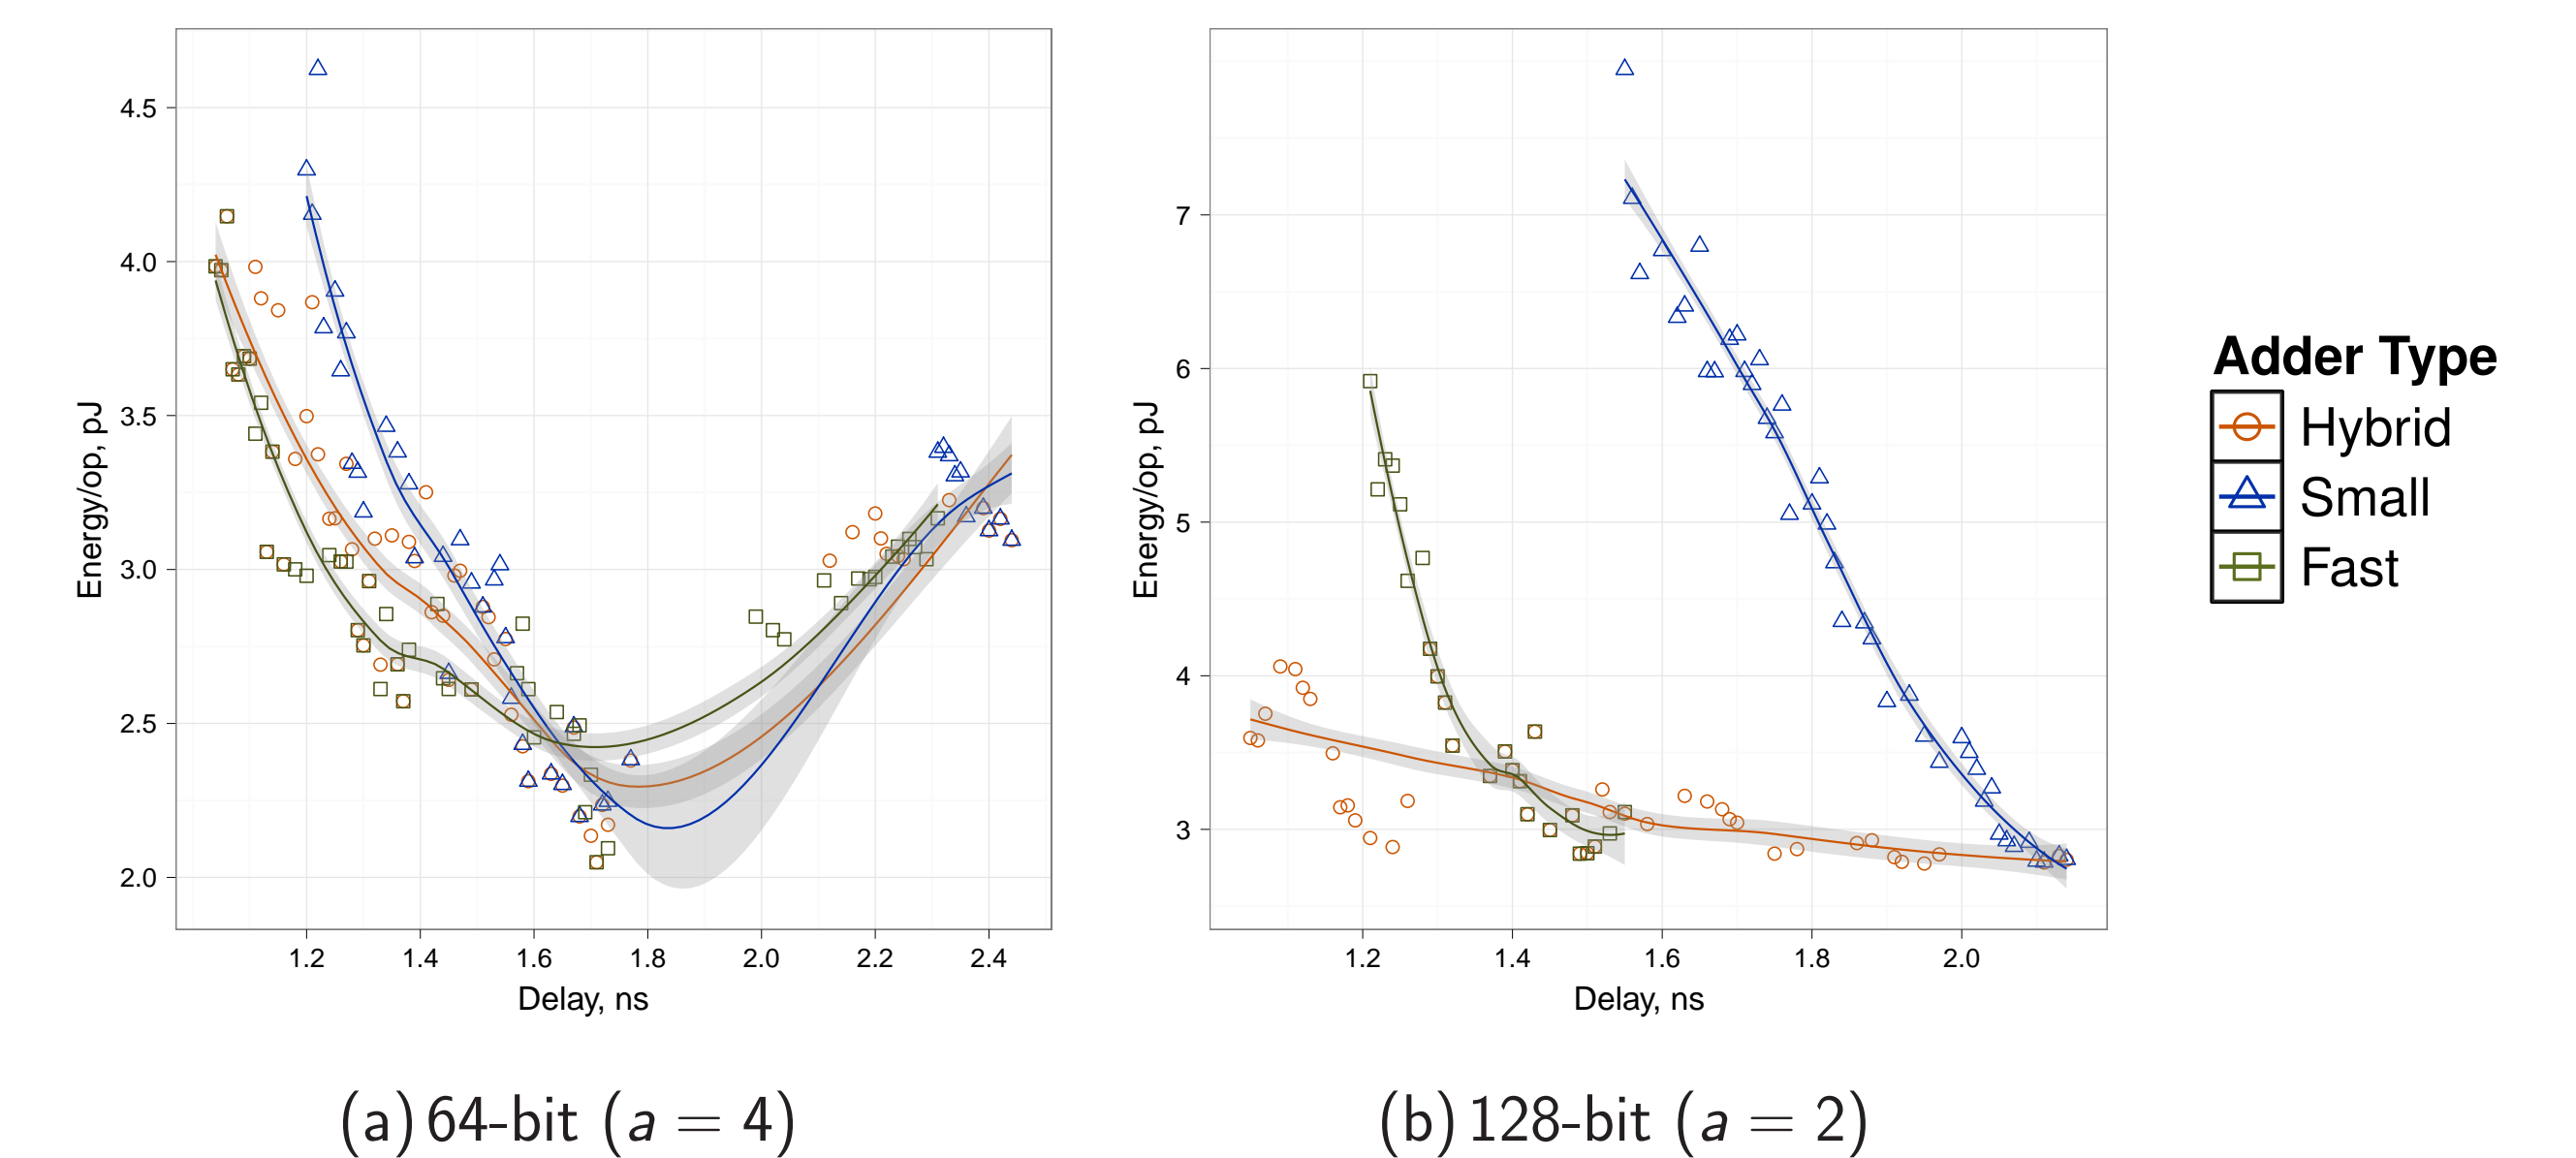 4.5
4.0
3.5
3.0
2.5
2.0
Energy/op, pJ
1.2 1.4 1.6 1.8 2.0 2.2 2.4
Delay, ns
(a) 64-bit (a = 4)
7
6
5
4
3
Energy/op, pJ
1.2 1.4 1.6 1.8 2.0
Delay, ns
(b) 128-bit (a = 2)
Adder Type
Hybrid
Small
Fast